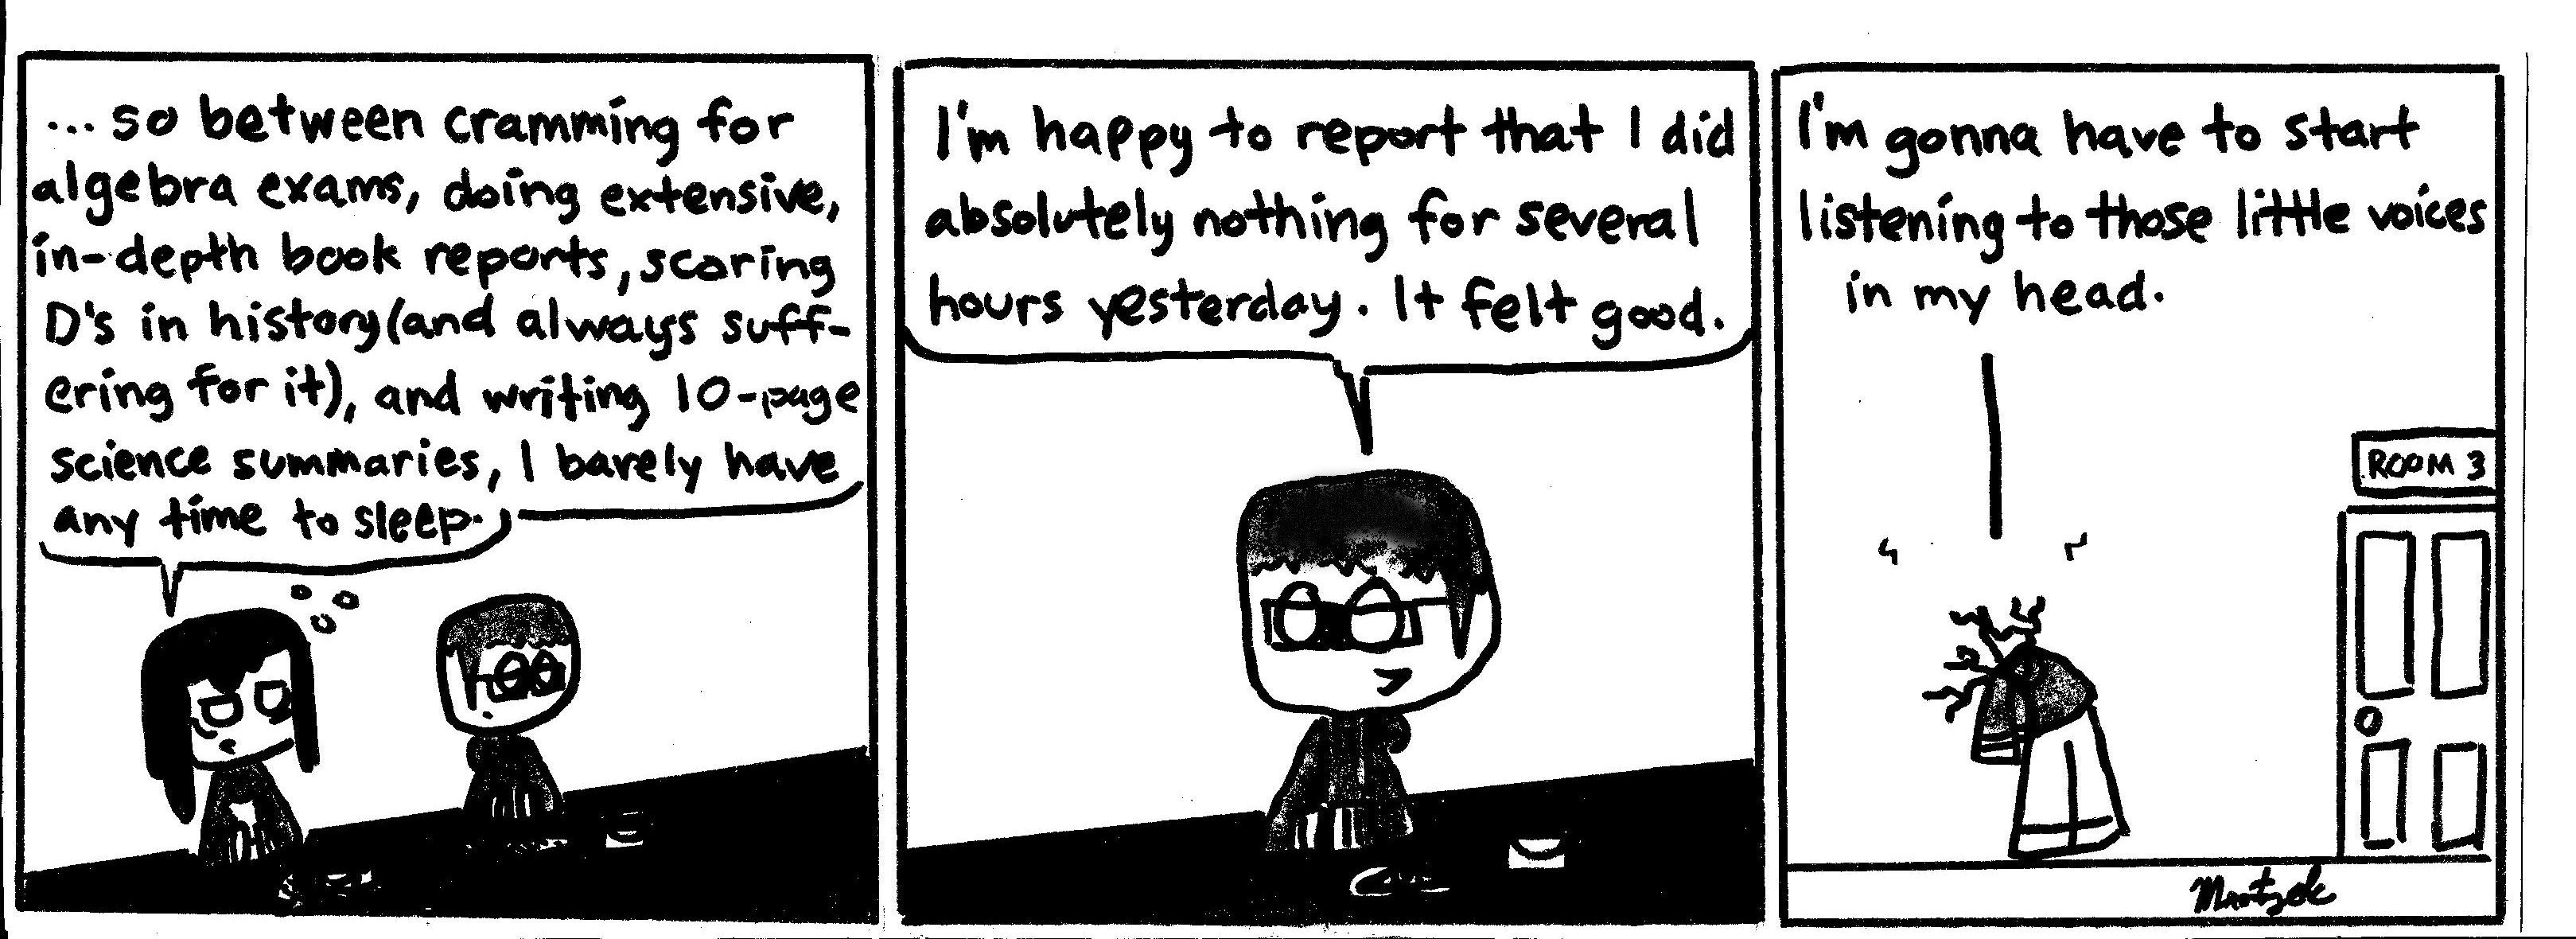 ...so between cramming for
algebra exams, doing extensive,
in-depth book reports, scoring
D's in history (and always suff-
ering for it), and writing 10-page
science summaries, I barely have
any time to sleep.
I'm happy to report that I did
absolutely nothing for several
hours yesterday. It felt good.
I'm gonna have to start
listening to those little voices
in my head.
ROOM 3